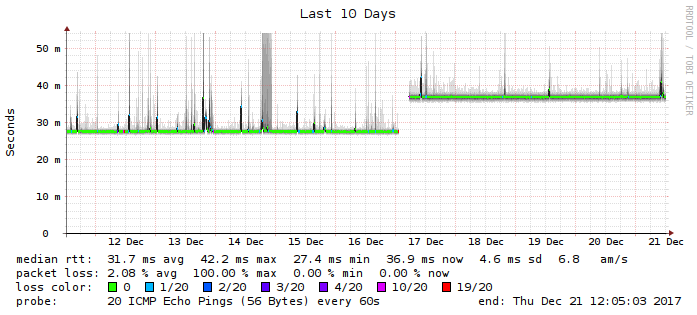 Last 10 Days
RRDTOOL / TOBI OETIKER
Seconds
50 m
40 m
30 m
20 m
10 m
0
12 Dec 13 Dec 14 Dec 15 Dec 16 Dec 17 Dec 18 Dec 19 Dec 20 Dec 21 Dec
median rtt: 31.7 ms avg 42.2 ms max 27.4 ms min 36.9 ms now 4.6 ms sd 6.8 am/s
packet loss: 2.08 % avg 100.00 % max 0.00 % min 0.00 % now
loss color: 0 1/20 2/20 3/20 4/20 10/20 19/20
probe: 20 ICMP Echo Pings (56 Bytes) every 60s end: Thu Dec 21 12:05:03 2017